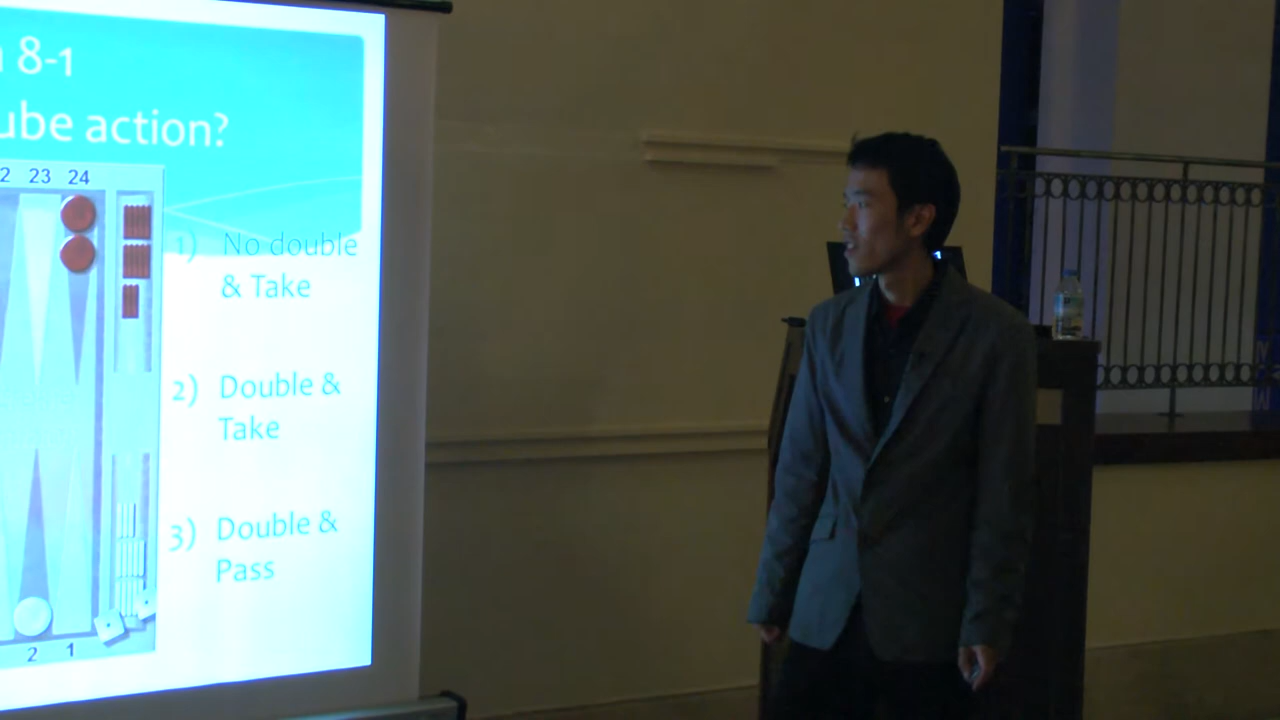 8-1
ube action?
2 23 24
1) No double
& Take
2) Double &
Take
3) Double &
Pass
2 1